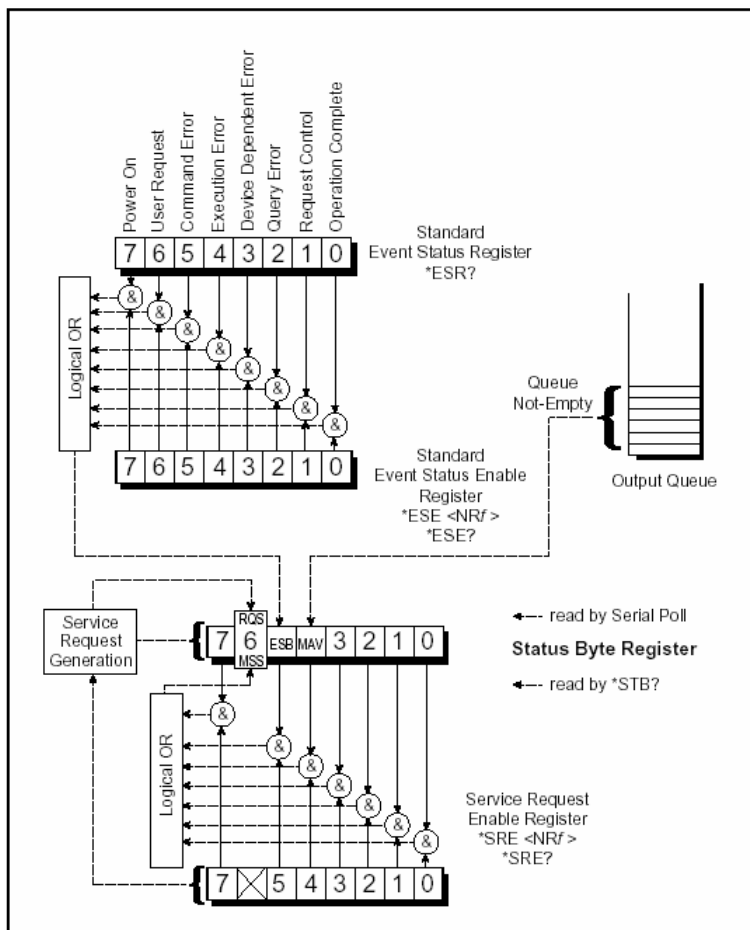 Power On
User Request
Command Error
Execution Error
Device Dependent Error
Query Error
Request Control
Operation Complete
7 6 5 4 3 2 1 0
Standard
Event Status Register
*ESR?
Logical OR
&
&
&
&
&
&
&
&
7 6 5 4 3 2 1 0
Standard
Event Status Enable
Register
*ESE <NRf>
*ESE?
Queue
Not-Empty
Output Queue
Service
Request
Generation
RQS
7 6 ESB MAV 3 2 1 0
MSS
read by Serial Poll
Status Byte Register
read by *STB?
Logical OR
&
&
&
&
&
&
&
Service Request
Enable Register
*SRE <NRf>
*SRE?
7 5 4 3 2 1 0